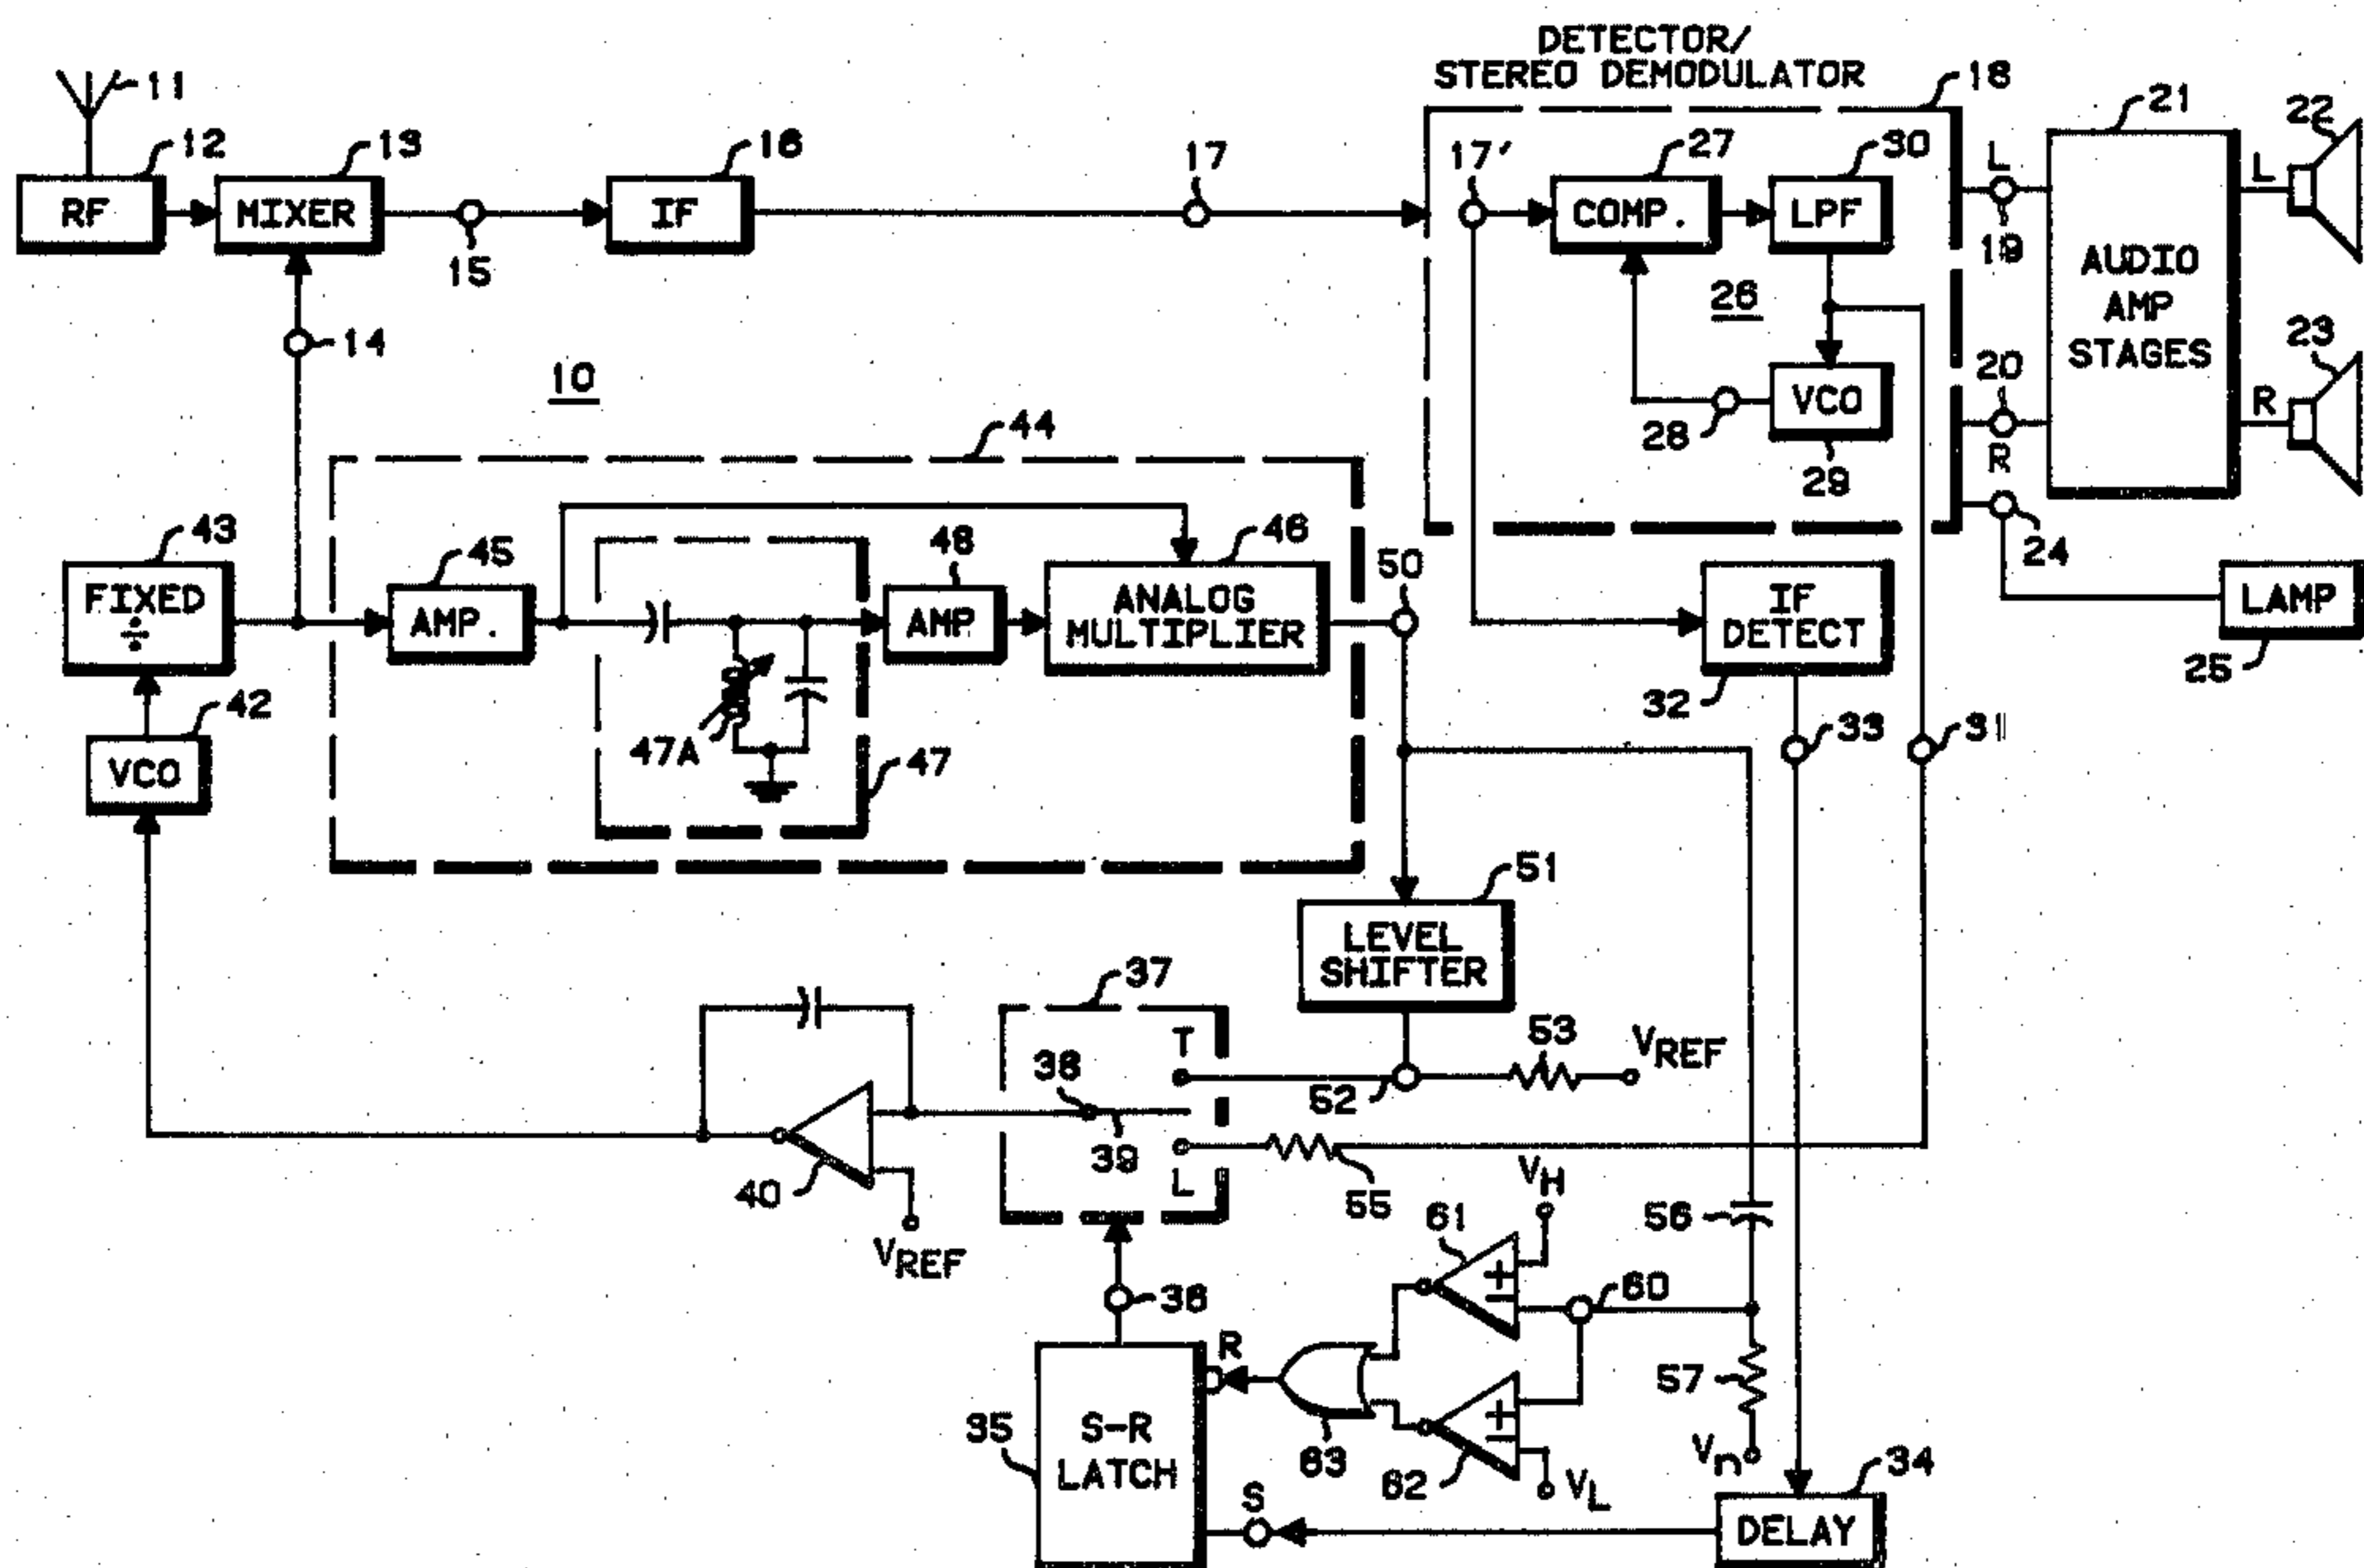 DETECTOR/
STEREO DEMODULATOR
18
11
12
13
16
17
17'
27
30
21
22
RF
MIXER
IF
COMP.
LPF
L
L
15
19
AUDIO
AMP
STAGES
26
14
10
20
23
VCO
28
29
R
R
24
44
43
45
48
46
50
FIXED
÷
AMP.
AMP
ANALOG
MULTIPLIER
IF
DETECT
LAMP
25
32
42
47A
47
33
31
VCO
51
LEVEL
SHIFTER
37
53
VREF
T
38
52
39
L
55
40
VREF
VH
61
56
+
−
60
36
R
57
35
S-R
LATCH
63
+
−
62
VL
Vn
34
S
DELAY